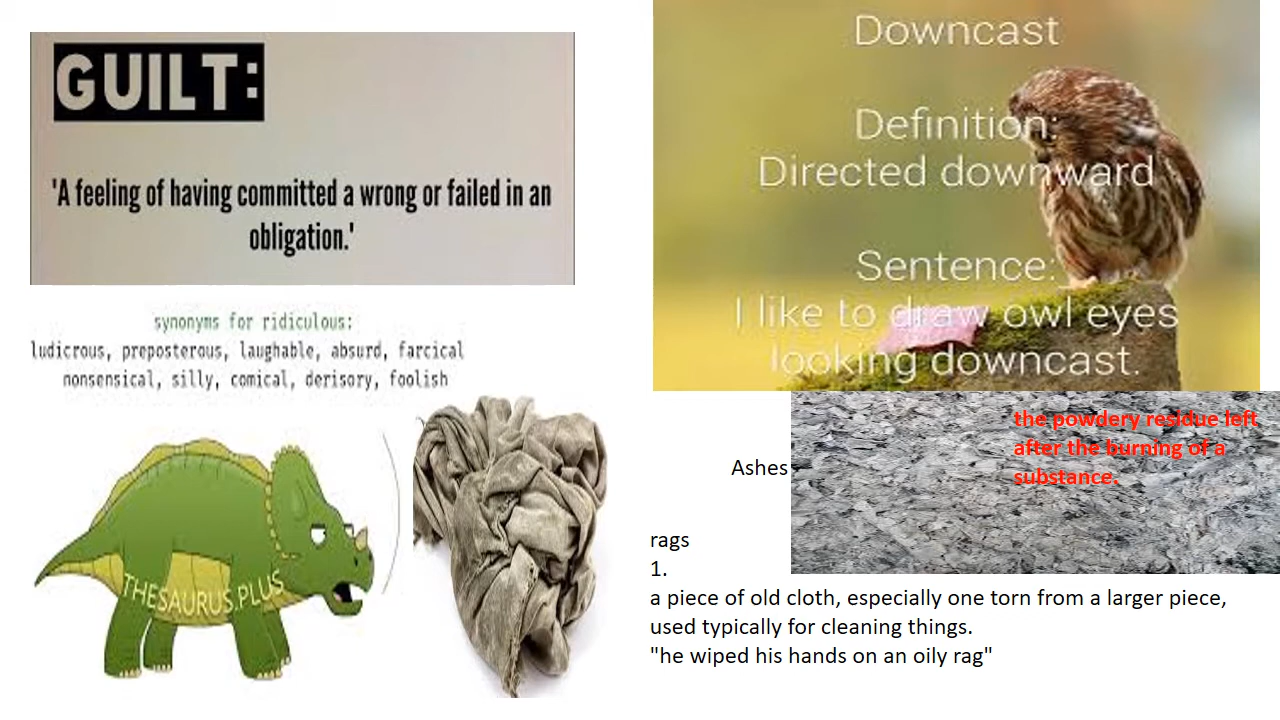 GUILT:
'A feeling of having committed a wrong or failed in an
obligation.'
synonyms for ridiculous:
ludicrous, preposterous, laughable, absurd, farcical
nonsensical, silly, comical, derisory, foolish
THESAURUS.PLUS
Downcast
Definition:
Directed downward
Sentence:
I like to draw owl eyes
looking downcast.
Ashes
the powdery residue left
after the burning of a
substance.
rags
1.
a piece of old cloth, especially one torn from a larger piece,
used typically for cleaning things.
"he wiped his hands on an oily rag"